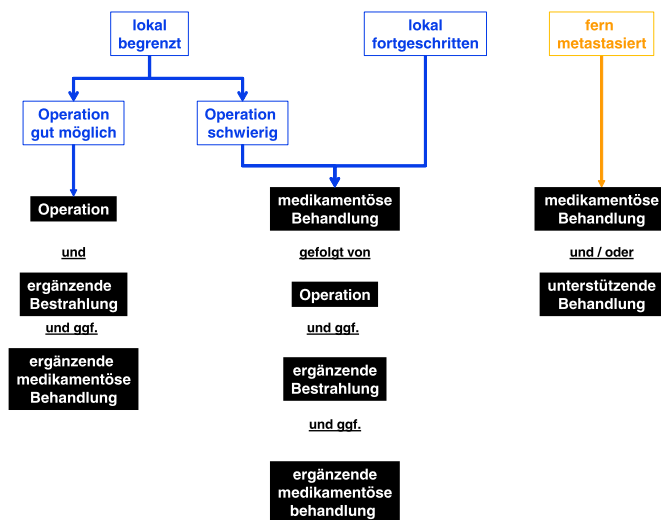 lokal
begrenzt
lokal
fortgeschritten
fern
metastasiert
Operation
gut möglich
Operation
schwierig
Operation
und
ergänzende
Bestrahlung
und ggf.
ergänzende
medikamentöse
Behandlung
medikamentöse
Behandlung
gefolgt von
Operation
und ggf.
ergänzende
Bestrahlung
und ggf.
ergänzende
medikamentöse
behandlung
medikamentöse
Behandlung
und / oder
unterstützende
Behandlung